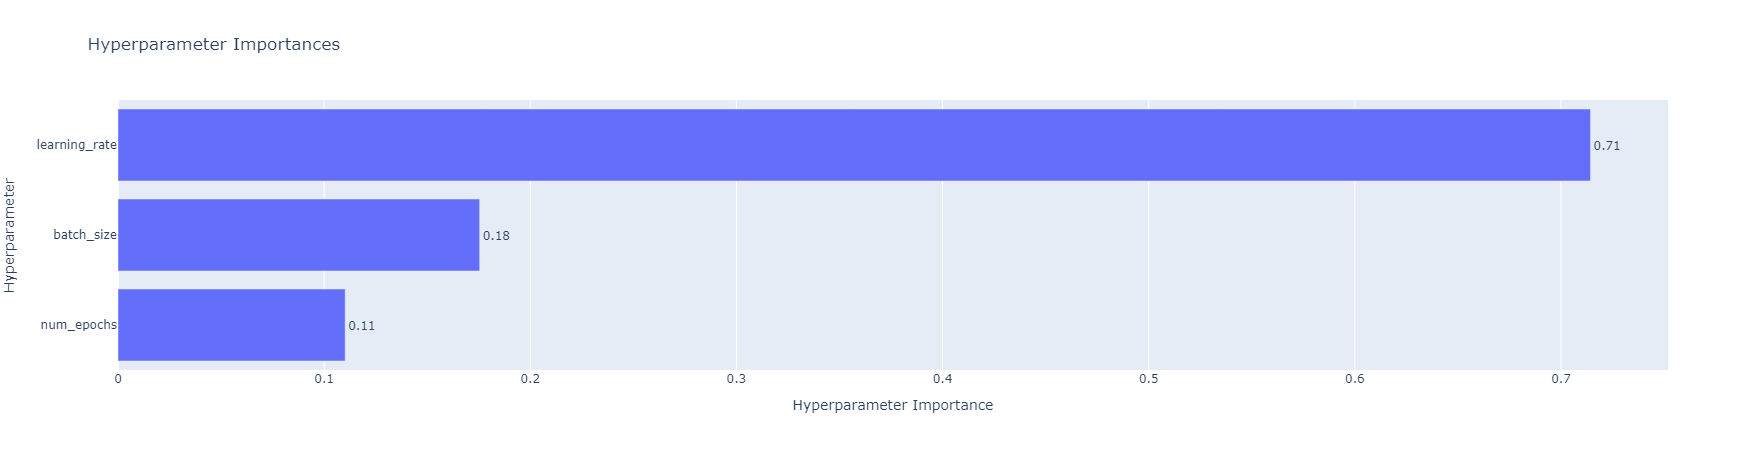 Hyperparameter Importances
Hyperparameter
learning_rate
0.71
batch_size
0.18
num_epochs
0.11
0 0.1 0.2 0.3 0.4 0.5 0.6 0.7
Hyperparameter Importance